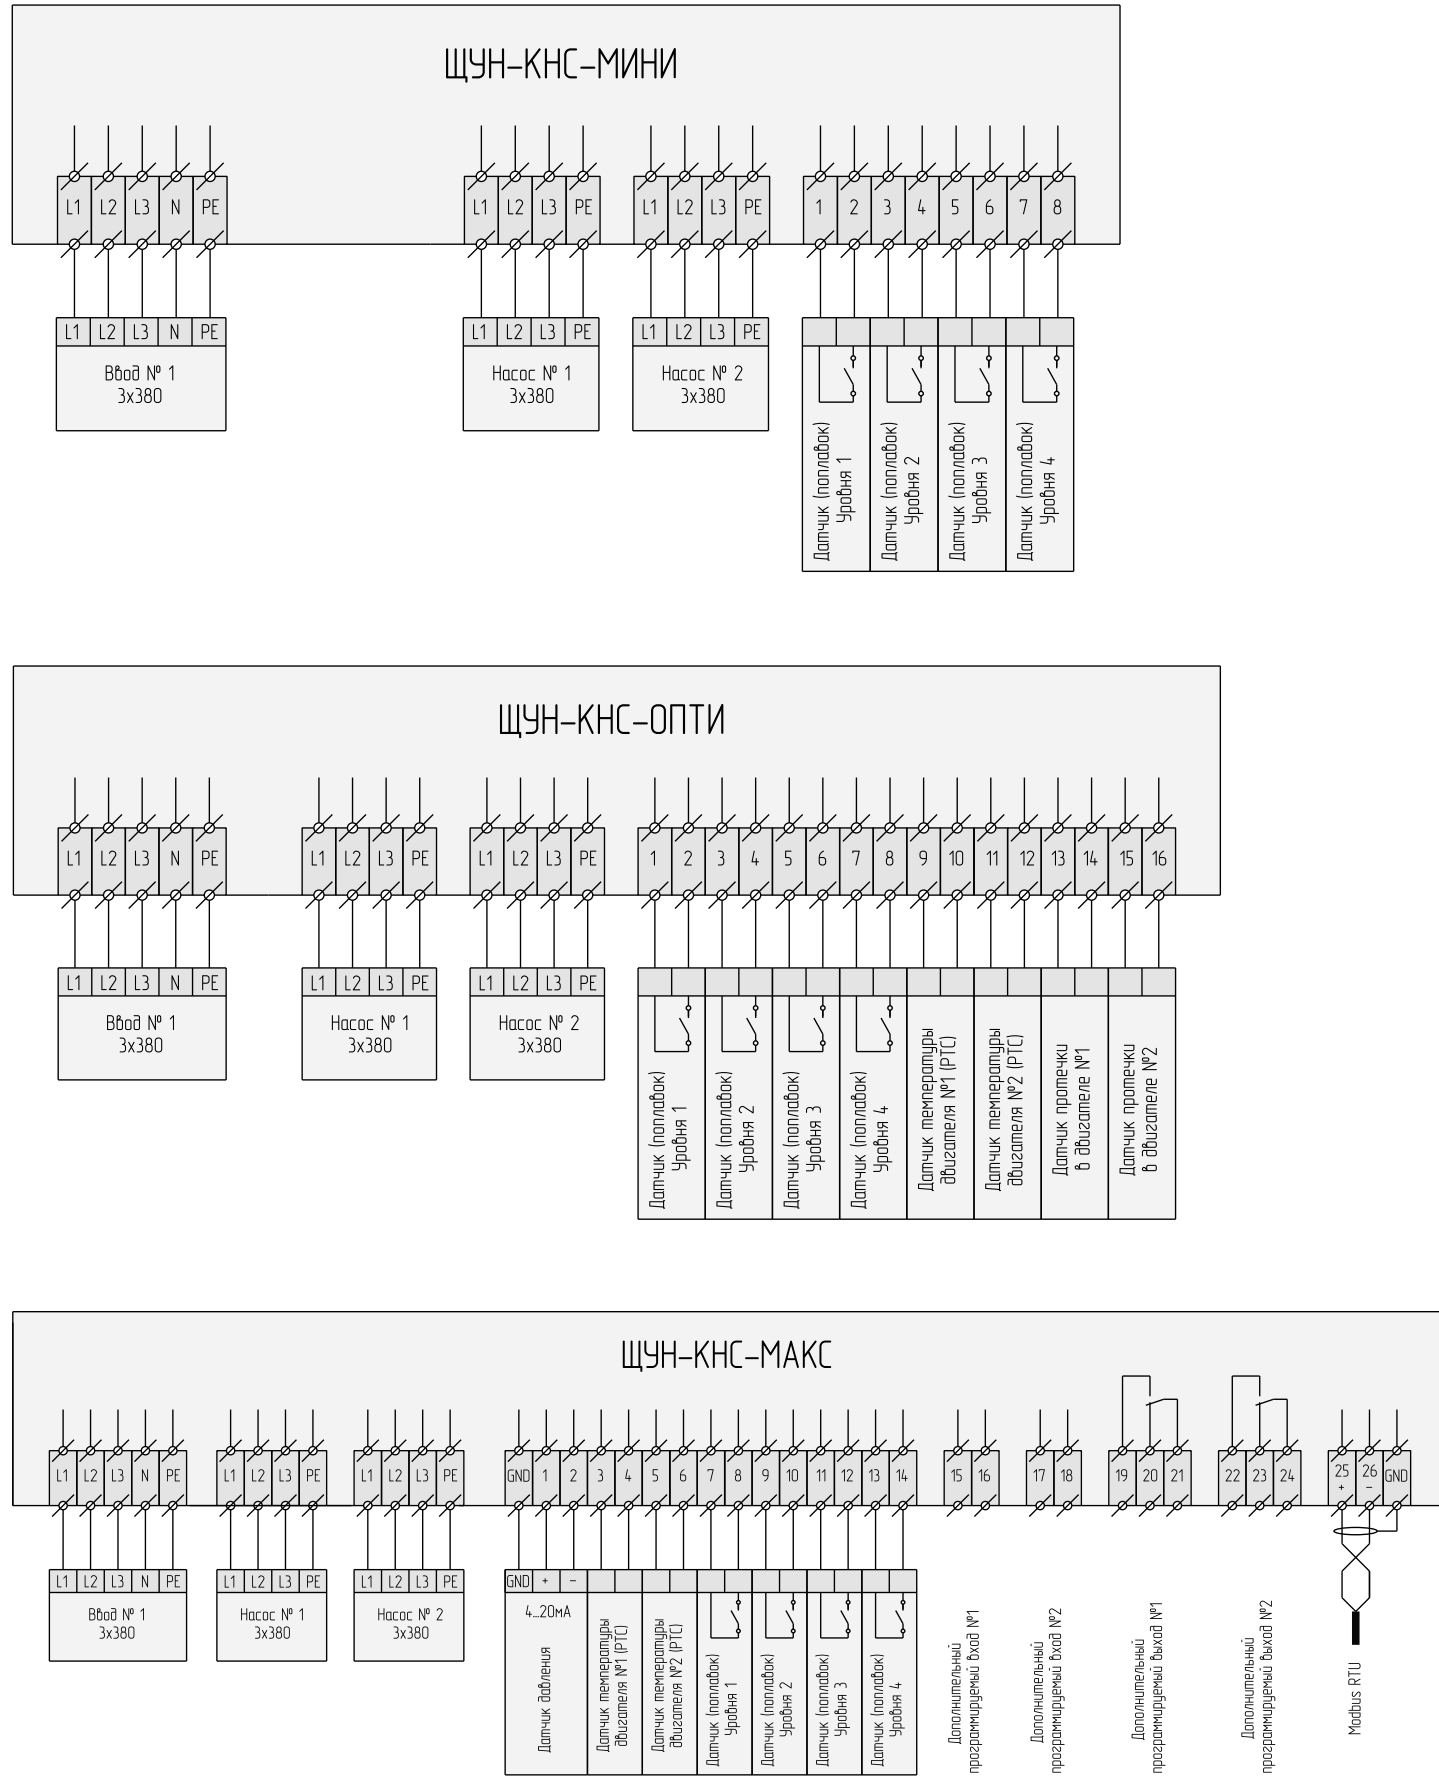 ЩУН-КНС-МИНИ
L1 L2 L3 N PE L1 L2 L3 PE L1 L2 L3 PE 1 2 3 4 5 6 7 8
L1 L2 L3 N PE L1 L2 L3 PE L1 L2 L3 PE
Ввод № 1
3x380
Насос № 1
3x380
Насос № 2
3x380
Датчик (поплавок)
Уровня 1
Датчик (поплавок)
Уровня 2
Датчик (поплавок)
Уровня 3
Датчик (поплавок)
Уровня 4
ЩУН-КНС-ОПТИ
L1 L2 L3 N PE L1 L2 L3 PE L1 L2 L3 PE 1 2 3 4 5 6 7 8 9 10 11 12 13 14 15 16
L1 L2 L3 N PE L1 L2 L3 PE L1 L2 L3 PE
Ввод № 1
3x380
Насос № 1
3x380
Насос № 2
3x380
Датчик (поплавок)
Уровня 1
Датчик (поплавок)
Уровня 2
Датчик (поплавок)
Уровня 3
Датчик (поплавок)
Уровня 4
Датчик температуры
двигателя №1 (PTC)
Датчик температуры
двигателя №2 (PTC)
Датчик протечки
в двигателе №1
Датчик протечки
в двигателе №2
ЩУН-КНС-МАКС
L1 L2 L3 N PE L1 L2 L3 PE L1 L2 L3 PE GND 1 2 3 4 5 6 7 8 9 10 11 12 13 14 15 16 17 18 19 20 21 22 23 24 25 26 GND
+ -
L1 L2 L3 N PE L1 L2 L3 PE L1 L2 L3 PE GND + -
Ввод № 1
3x380
Насос № 1
3x380
Насос № 2
3x380
4...20мА
Датчик давления
Датчик температуры
двигателя №1 (PTC)
Датчик температуры
двигателя №2 (PTC)
Датчик (поплавок)
Уровня 1
Датчик (поплавок)
Уровня 2
Датчик (поплавок)
Уровня 3
Датчик (поплавок)
Уровня 4
Дополнительный
программируемый вход №1
Дополнительный
программируемый вход №2
Дополнительный
программируемый выход №1
Дополнительный
программируемый выход №2
Modbus RTU